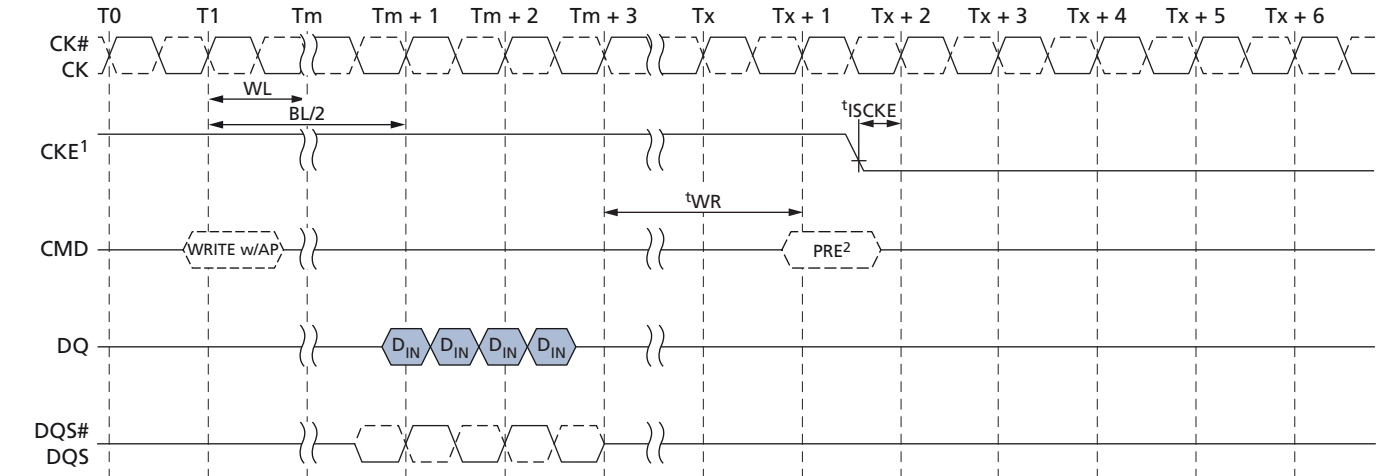 T0 T1 Tm Tm + 1 Tm + 2 Tm + 3 Tx Tx + 1 Tx + 2 Tx + 3 Tx + 4 Tx + 5 Tx + 6
CK#
CK
WL
BL/2
tISCKE
CKE1
tWR
CMD WRITE w/AP PRE2
DQ DIN DIN DIN DIN
DQS#
DQS